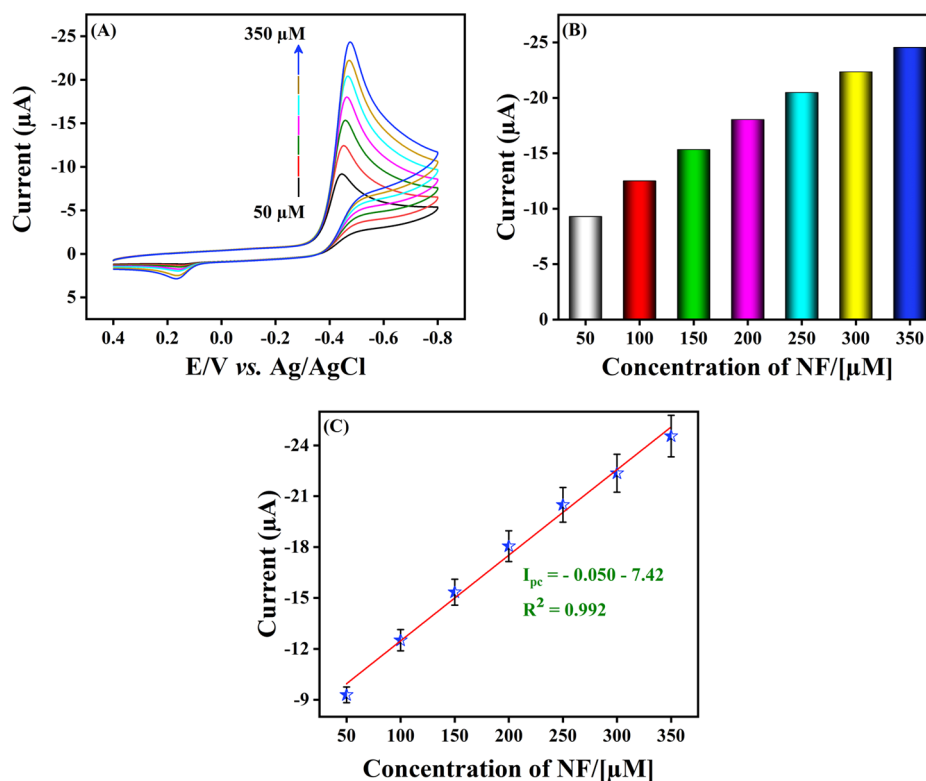 (A)
350 µM
50 µM
Current (µA)
-25
-20
-15
-10
-5
0
5
0.4 0.2 0.0 -0.2 -0.4 -0.6 -0.8
E/V vs. Ag/AgCl
(B)
Current (µA)
-25
-20
-15
-10
-5
0
50 100 150 200 250 300 350
Concentration of NF/[µM]
(C)
Current (µA)
-24
-21
-18
-15
-12
-9
I_pc = - 0.050 - 7.42
R² = 0.992
50 100 150 200 250 300 350
Concentration of NF/[µM]